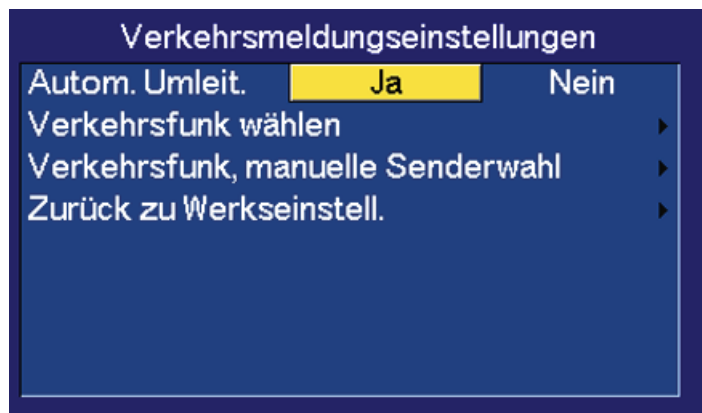 Verkehrsmeldungseinstellungen
Autom. Umleit. Ja Nein
Verkehrsfunk wählen
Verkehrsfunk, manuelle Senderwahl
Zurück zu Werkseinstell.